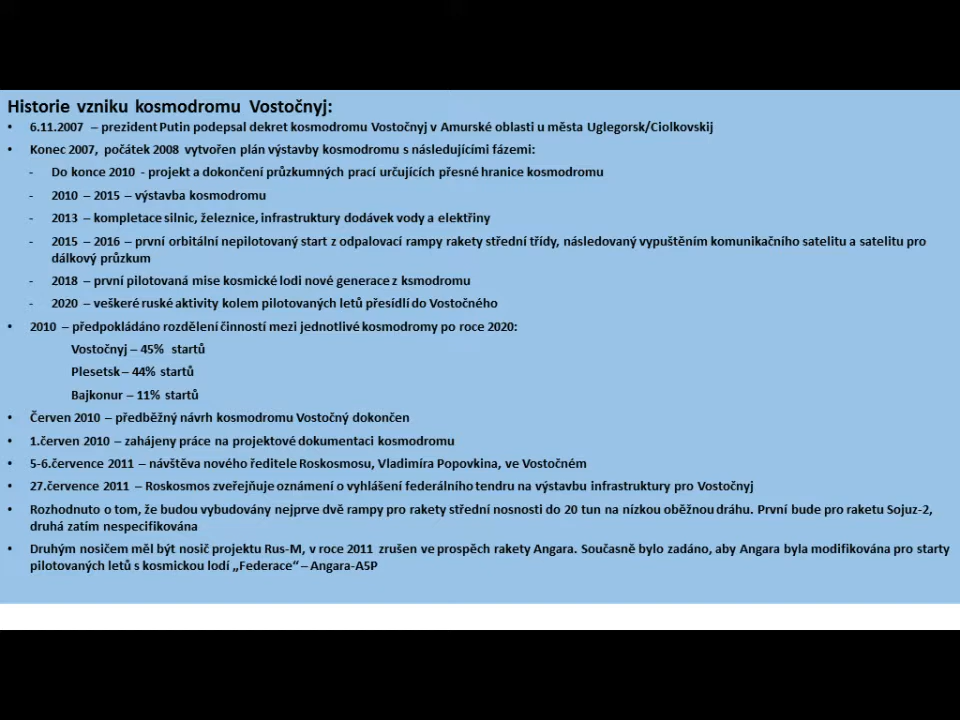 Historie vzniku kosmodromu Vostočnyj:
• 6.11.2007 – prezident Putin podepsal dekret kosmodromu Vostočnyj v Amurské oblasti u města Uglegorsk/Ciolkovskij
• Konec 2007, počátek 2008 vytvořen plán výstavby kosmodromu s následujícími fázemi:
- Do konce 2010 - projekt a dokončení průzkumných prací určujících přesné hranice kosmodromu
- 2010 – 2015 – výstavba kosmodromu
- 2013 – kompletace silnic, železnice, infrastruktury dodávek vody a elektřiny
- 2015 – 2016 – první orbitální nepilotovaný start z odpalovací rampy rakety střední třídy, následovaný vypuštěním komunikačního satelitu a satelitu pro
dálkový průzkum
- 2018 – první pilotovaná mise kosmické lodi nové generace z ksmodromu
- 2020 – veškeré ruské aktivity kolem pilotovaných letů přesídlí do Vostočného
• 2010 – předpokládáno rozdělení činností mezi jednotlivé kosmodromy po roce 2020:
Vostočnyj – 45% startů
Plesetsk – 44% startů
Bajkonur – 11% startů
• Červen 2010 – předběžný návrh kosmodromu Vostočný dokončen
• 1.červen 2010 – zahájeny práce na projektové dokumentaci kosmodromu
• 5-6.července 2011 – návštěva nového ředitele Roskosmosu, Vladimíra Popovkina, ve Vostočném
• 27.července 2011 – Roskosmos zveřejňuje oznámení o vyhlášení federálního tendru na výstavbu infrastruktury pro Vostočnyj
• Rozhodnuto o tom, že budou vybudovány nejprve dvě rampy pro rakety střední nosnosti do 20 tun na nízkou oběžnou dráhu. První bude pro raketu Sojuz-2,
druhá zatím nespecifikována
• Druhým nosičem měl být nosič projektu Rus-M, v roce 2011 zrušen ve prospěch rakety Angara. Současně bylo zadáno, aby Angara byla modifikována pro starty
pilotovaných letů s kosmickou lodí „Federace“ – Angara-A5P